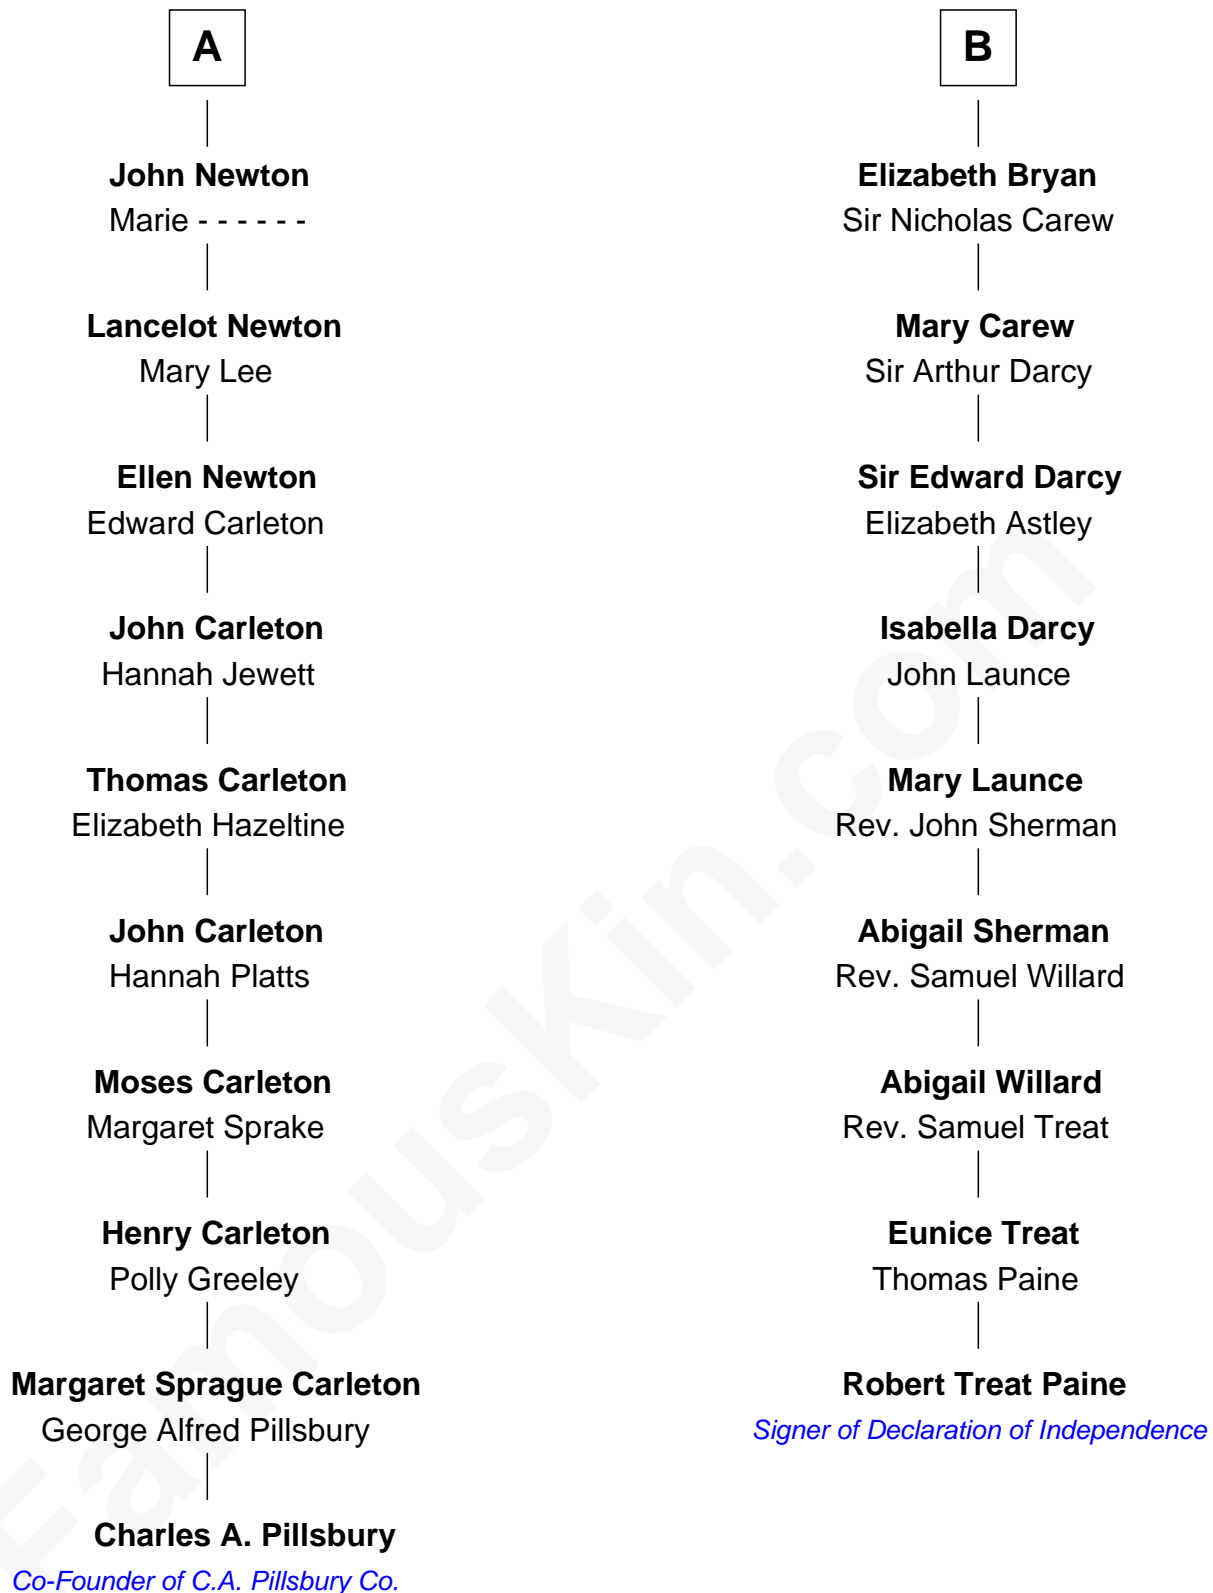 A
John Newton
Marie - - - - - -
Lancelot Newton
Mary Lee
Ellen Newton
Edward Carleton
John Carleton
Hannah Jewett
Thomas Carleton
Elizabeth Hazeltine
John Carleton
Hannah Platts
Moses Carleton
Margaret Sprake
Henry Carleton
Polly Greeley
Margaret Sprague Carleton
George Alfred Pillsbury
Charles A. Pillsbury
Co-Founder of C.A. Pillsbury Co.
B
Elizabeth Bryan
Sir Nicholas Carew
Mary Carew
Sir Arthur Darcy
Sir Edward Darcy
Elizabeth Astley
Isabella Darcy
John Launce
Mary Launce
Rev. John Sherman
Abigail Sherman
Rev. Samuel Willard
Abigail Willard
Rev. Samuel Treat
Eunice Treat
Thomas Paine
Robert Treat Paine
Signer of Declaration of Independence
FamousKin.com